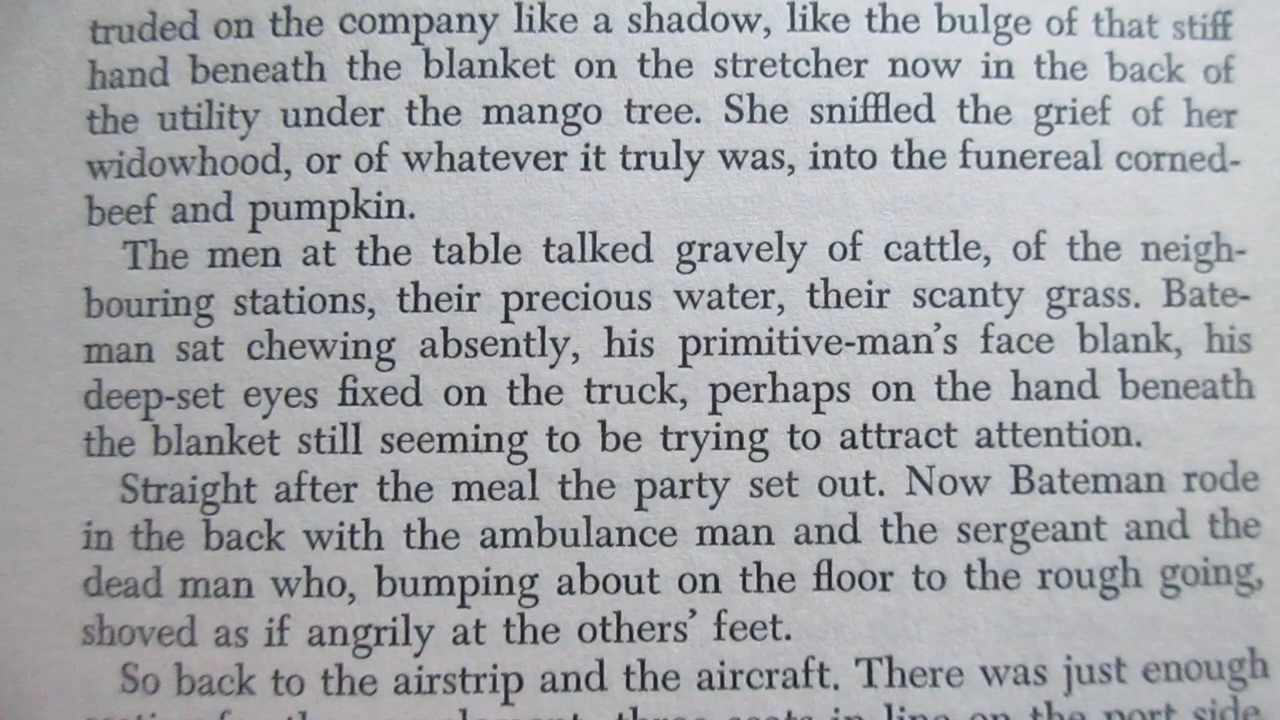 truded on the company like a shadow, like the bulge of that stiff
hand beneath the blanket on the stretcher now in the back of
the utility under the mango tree. She sniffled the grief of her
widowhood, or of whatever it truly was, into the funereal corned-
beef and pumpkin.
The men at the table talked gravely of cattle, of the neigh-
bouring stations, their precious water, their scanty grass. Bate-
man sat chewing absently, his primitive-man's face blank, his
deep-set eyes fixed on the truck, perhaps on the hand beneath
the blanket still seeming to be trying to attract attention.
Straight after the meal the party set out. Now Bateman rode
in the back with the ambulance man and the sergeant and the
dead man who, bumping about on the floor to the rough going,
shoved as if angrily at the others' feet.
So back to the airstrip and the aircraft. There was just enough
three seats in line on the port side